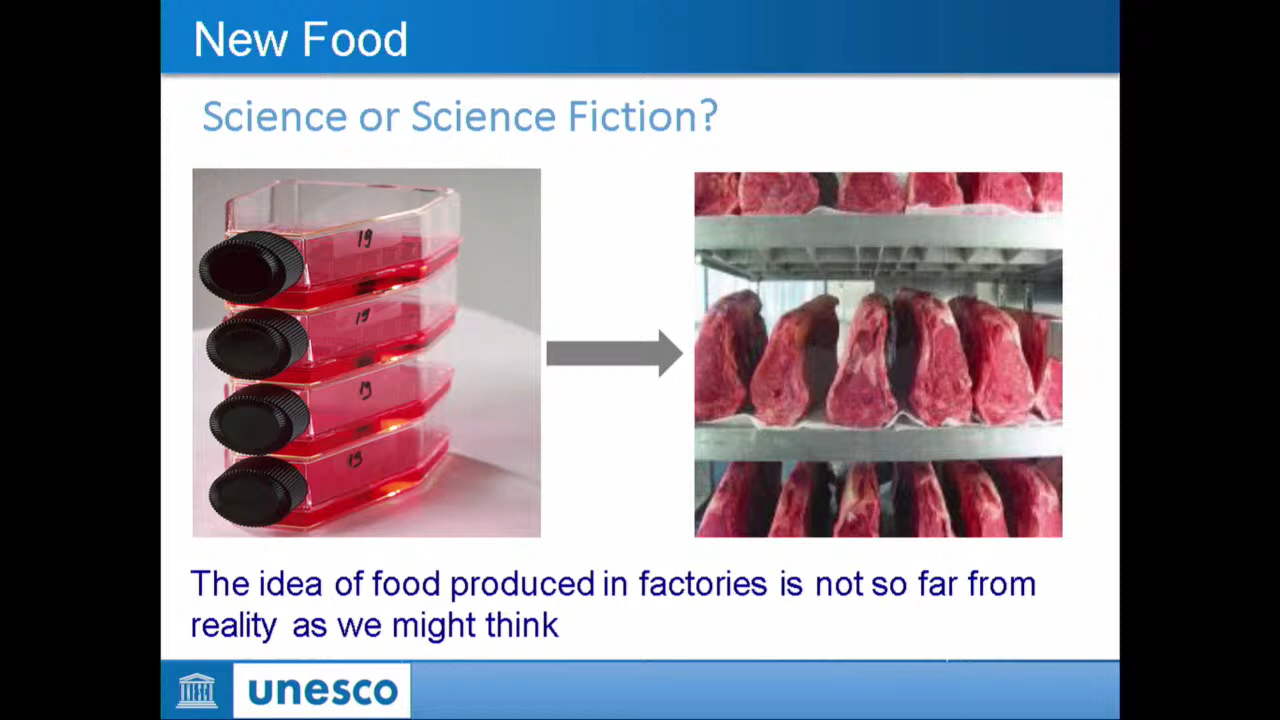 New Food
Science or Science Fiction?
19
19
19
19
The idea of food produced in factories is not so far from
reality as we might think
unesco